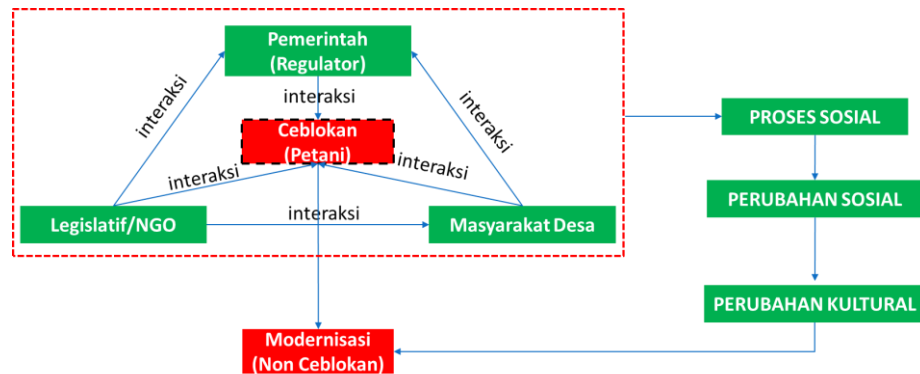 Pemerintah
(Regulator)
interaksi
interaksi
interaksi
Ceblokan
(Petani)
interaksi
interaksi
Legislatif/NGO
interaksi
Masyarakat Desa
Modernisasi
(Non Ceblokan)
PROSES SOSIAL
PERUBAHAN SOSIAL
PERUBAHAN KULTURAL